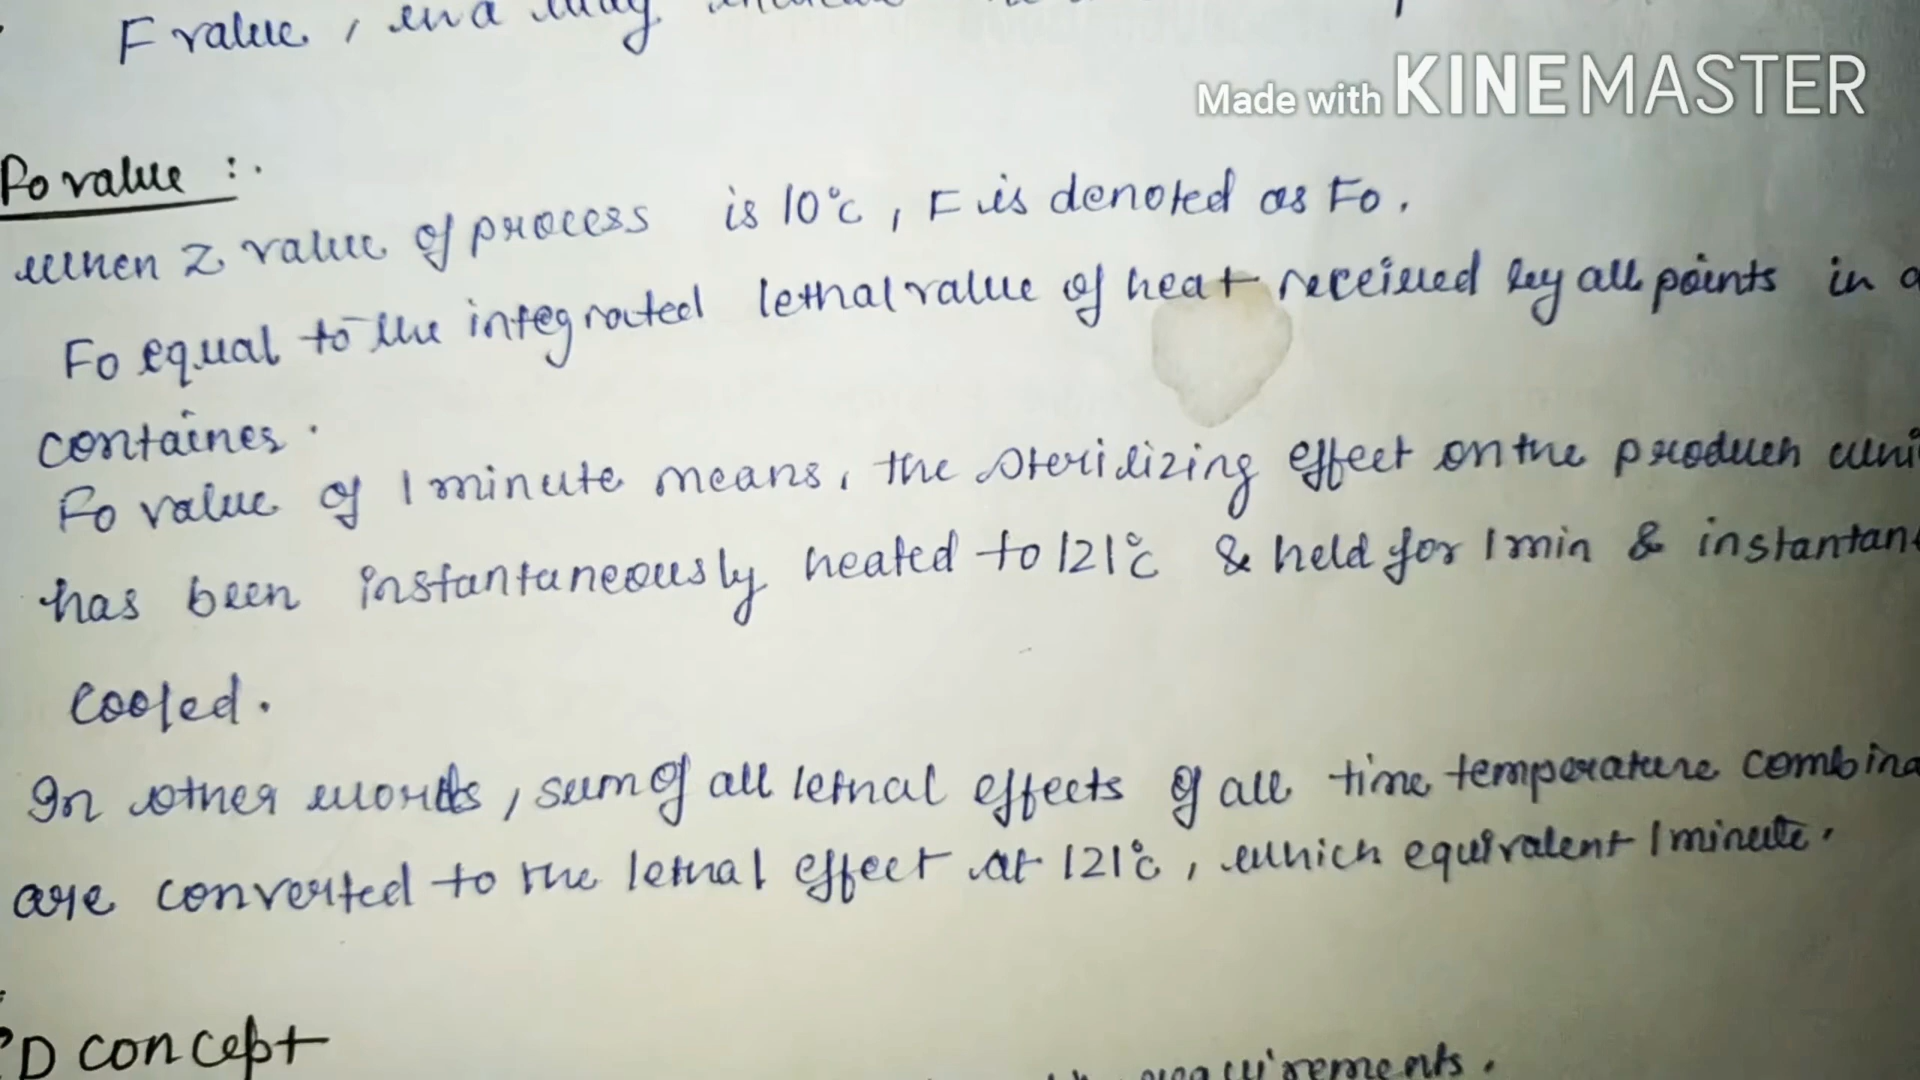 F value, in a
Made with KINEMASTER
Fo value :.
when Z value of process is 10°c, F is denoted as Fo.
Fo equal to the integrated lethal value of heat received by all points in a
container.
Fo value of 1 minute means, the sterilizing effect on the product
has been instantaneously heated to 121°c & held for 1 min & instantan
cooled.
In other words, sum of all lethal effects of all time temperature combina
are converted to the lethal effect at 121°c, which equivalent 1 minute.
D concept
requirements.